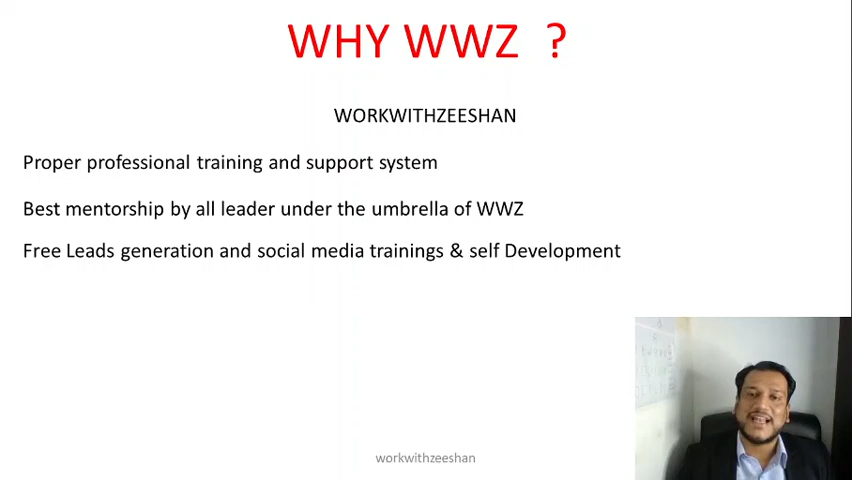 WHY WWZ ?
WORKWITHZEESHAN
Proper professional training and support system
Best mentorship by all leader under the umbrella of WWZ
Free Leads generation and social media trainings & self Development
workwithzeeshan